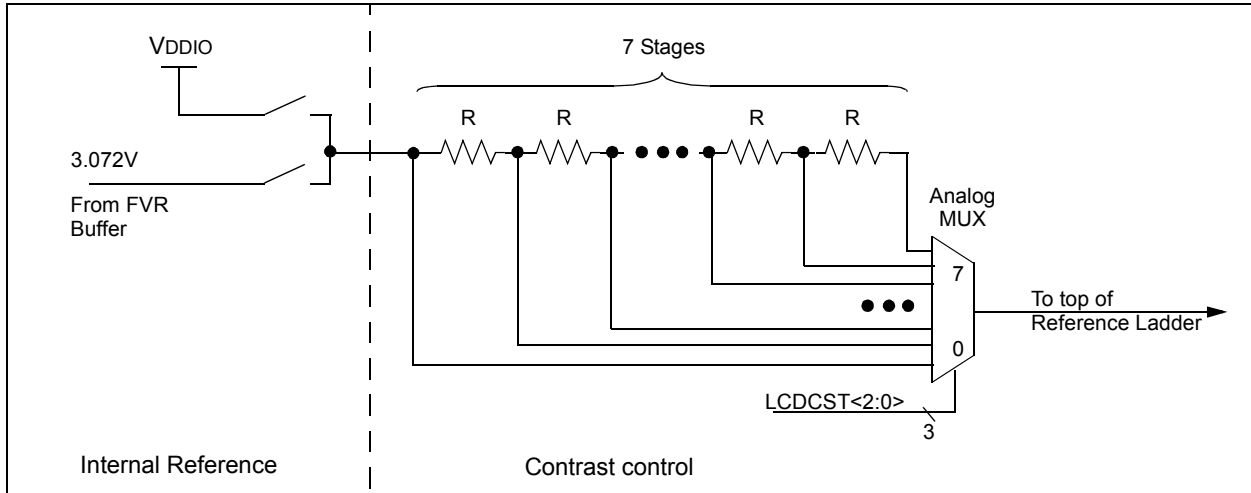 VDDIO
7 Stages
R
R
R
R
3.072V
From FVR
Buffer
Analog
MUX
7
0
To top of
Reference Ladder
LCDCST<2:0>
3
Internal Reference
Contrast control